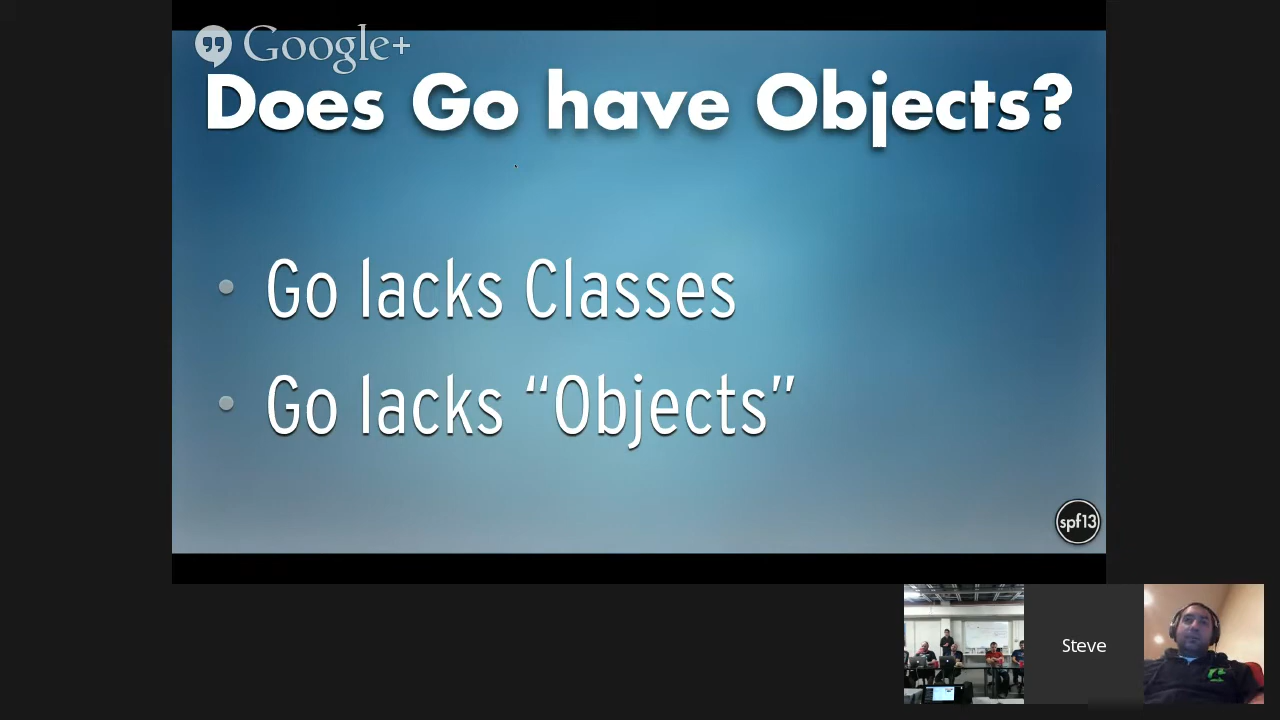 Google+
Does Go have Objects?
• Go lacks Classes
• Go lacks “Objects”
spf13
Steve